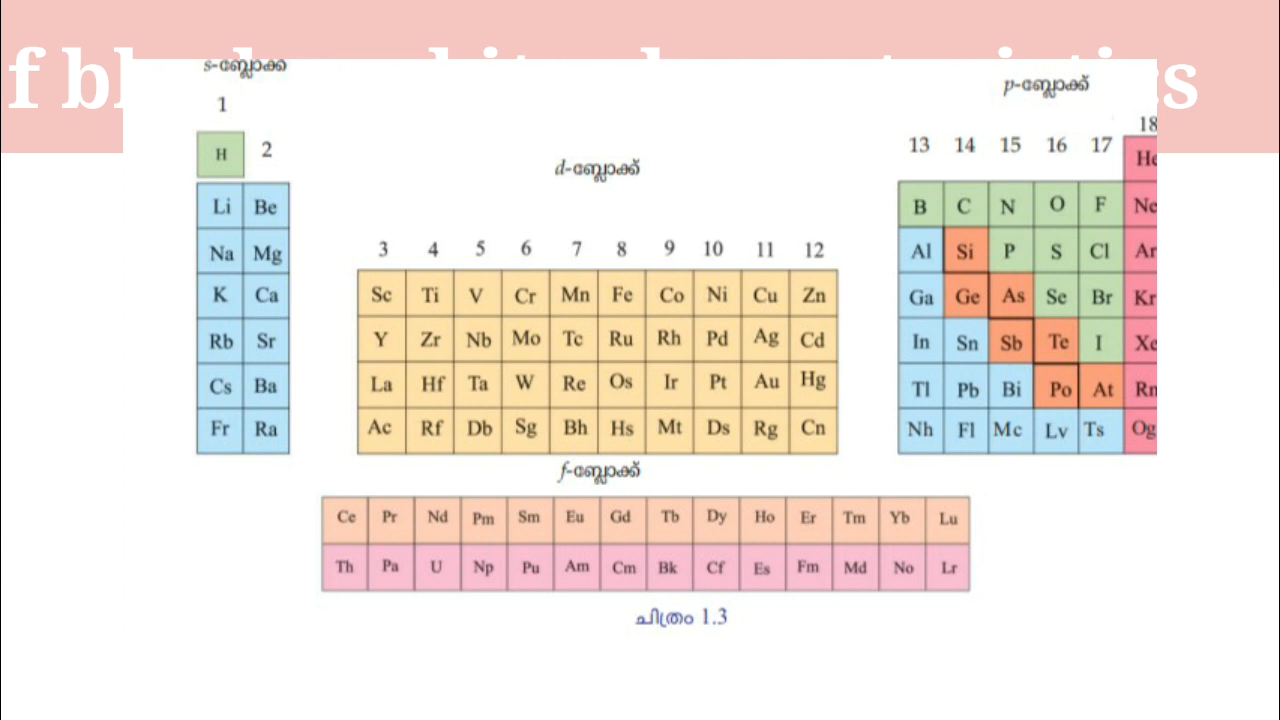 f bl s
s-ബ്ലോക്ക
p-ബ്ലോക്ക്
1
18
2
13 14 15 16 17
H
He
d-ബ്ലോക്ക്
Li Be B C N O F Ne
3 4 5 6 7 8 9 10 11 12
Na Mg Al Si P S Cl Ar
K Ca Sc Ti V Cr Mn Fe Co Ni Cu Zn Ga Ge As Se Br Kr
Rb Sr Y Zr Nb Mo Tc Ru Rh Pd Ag Cd In Sn Sb Te I Xe
Cs Ba La Hf Ta W Re Os Ir Pt Au Hg Tl Pb Bi Po At Rn
Fr Ra Ac Rf Db Sg Bh Hs Mt Ds Rg Cn Nh Fl Mc Lv Ts Og
f-ബ്ലോക്ക്
Ce Pr Nd Pm Sm Eu Gd Tb Dy Ho Er Tm Yb Lu
Th Pa U Np Pu Am Cm Bk Cf Es Fm Md No Lr
ചിത്രം 1.3